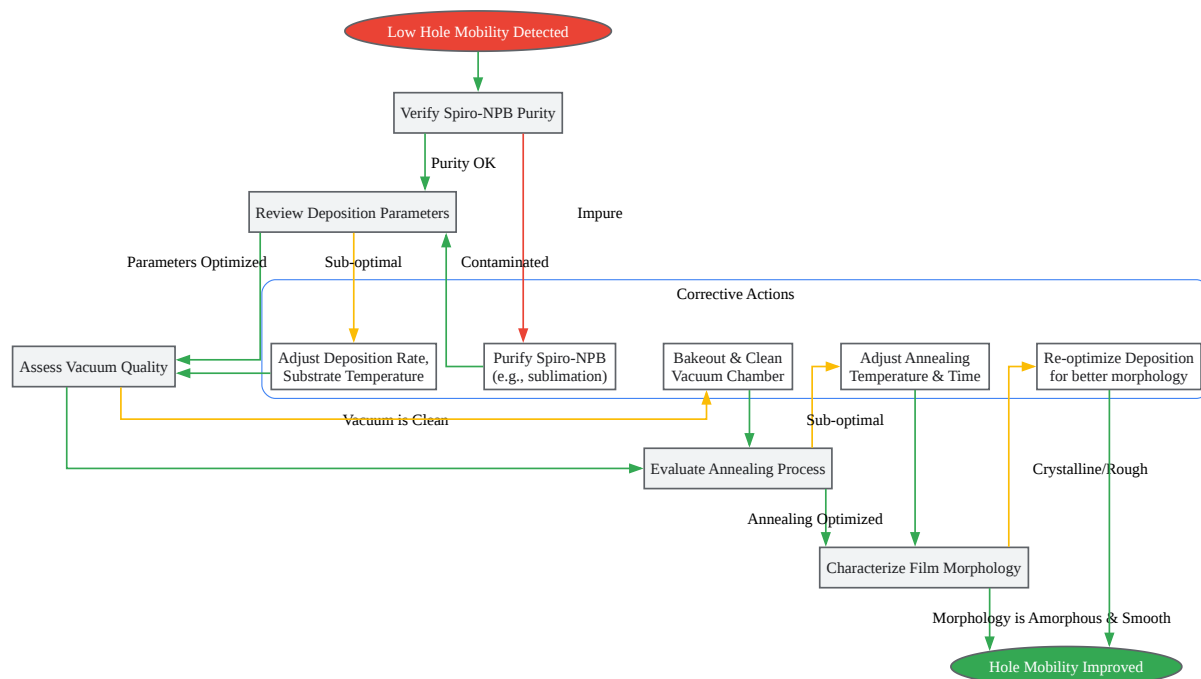 Low Hole Mobility Detected
Verify Spiro-NPB Purity
Purity OK
Review Deposition Parameters
Impure
Parameters Optimized
Sub-optimal
Contaminated
Corrective Actions
Assess Vacuum Quality
Adjust Deposition Rate,
Substrate Temperature
Purify Spiro-NPB
(e.g., sublimation)
Bakeout & Clean
Vacuum Chamber
Adjust Annealing
Temperature & Time
Re-optimize Deposition
for better morphology
Vacuum is Clean
Sub-optimal
Evaluate Annealing Process
Crystalline/Rough
Annealing Optimized
Characterize Film Morphology
Morphology is Amorphous & Smooth
Hole Mobility Improved